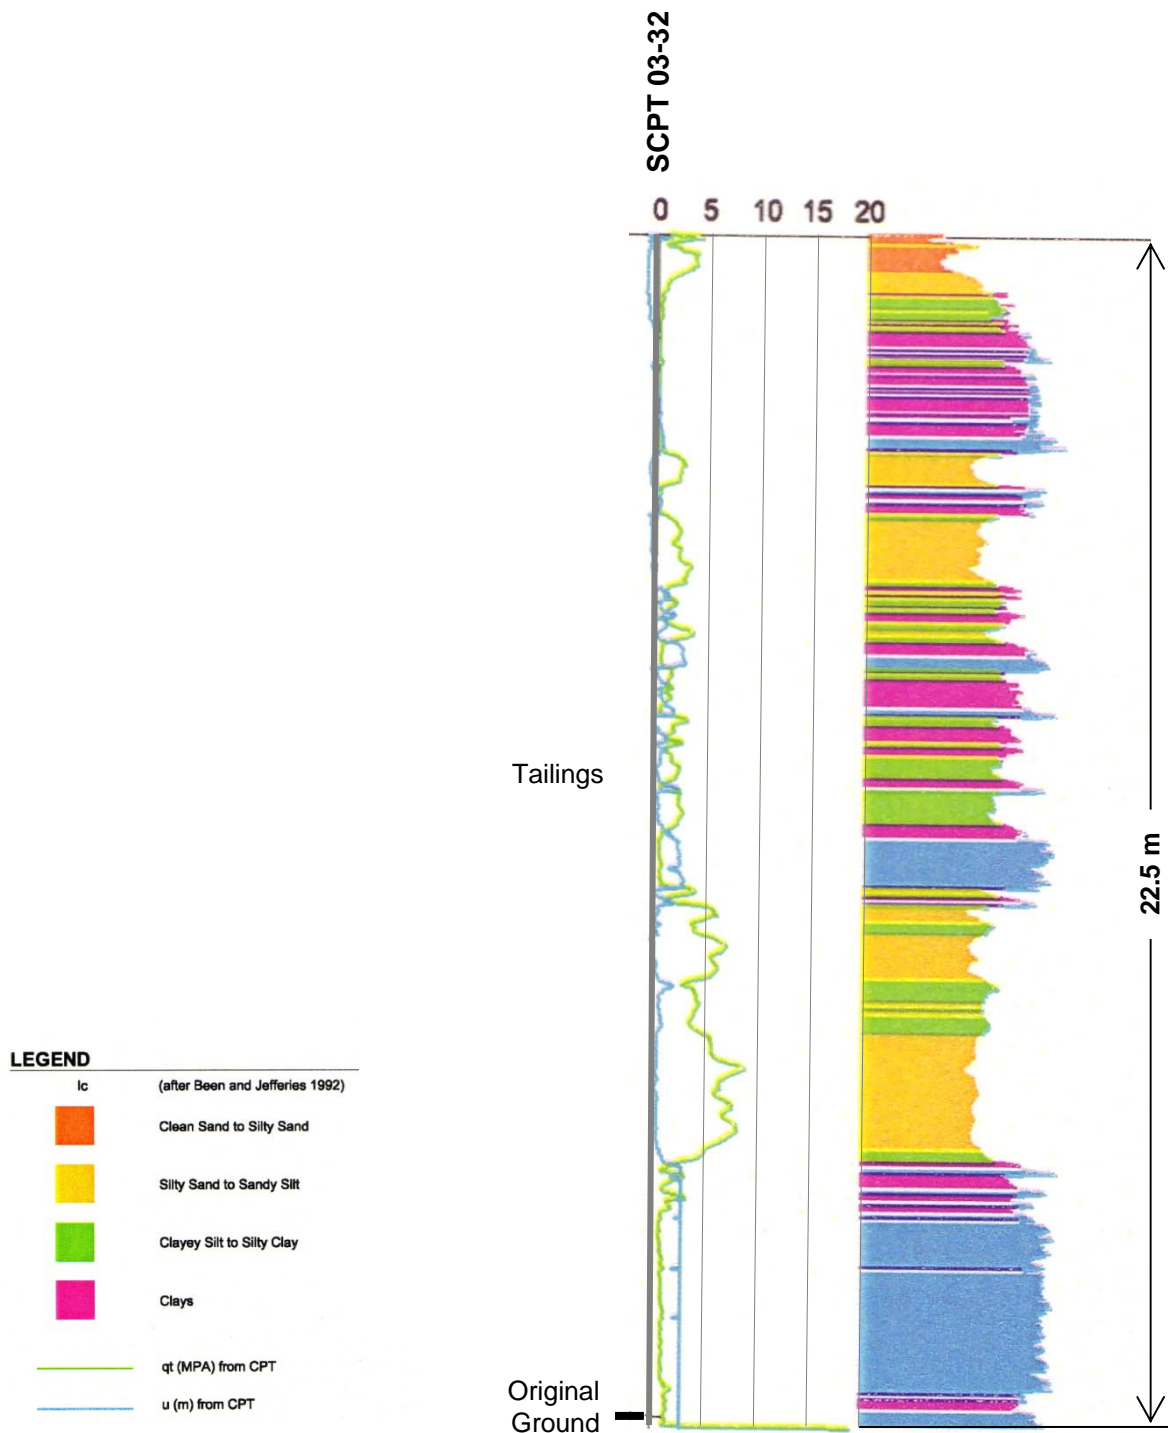 SCPT 03-32
0 5 10 15 20
Tailings
22.5 m
LEGEND
Ic (after Been and Jefferies 1992)
Clean Sand to Silty Sand
Silty Sand to Sandy Silt
Clayey Silt to Silty Clay
Clays
qt (MPA) from CPT
u (m) from CPT
Original
Ground